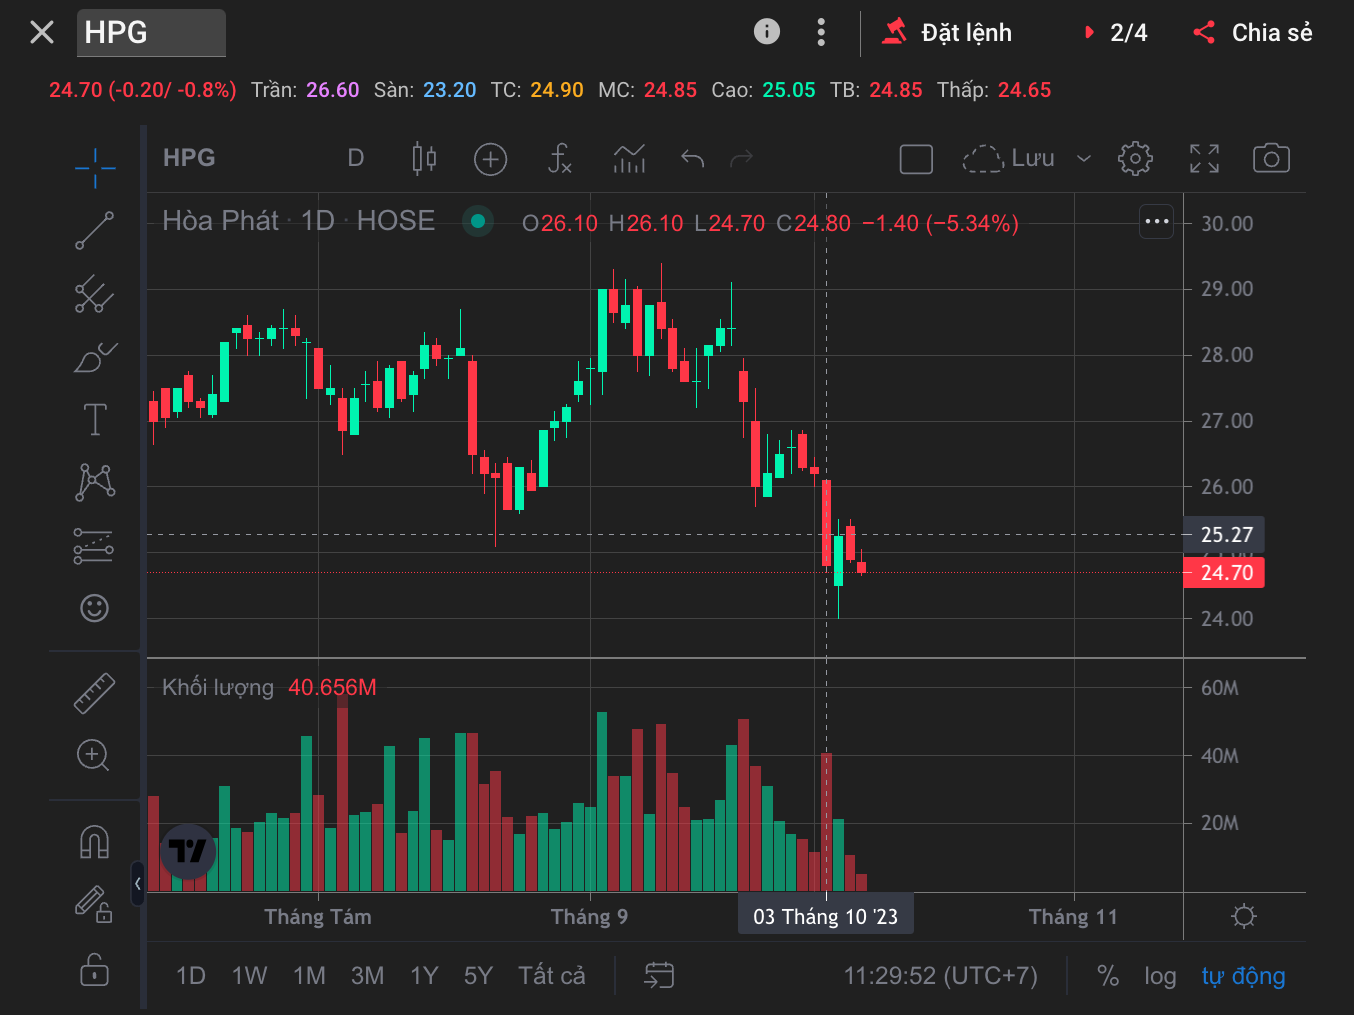 HPG
Đặt lệnh
2/4
Chia sẻ
24.70 (-0.20/ -0.8%) Trần: 26.60 Sàn: 23.20 TC: 24.90 MC: 24.85 Cao: 25.05 TB: 24.85 Thấp: 24.65
HPG D Lưu
Hòa Phát · 1D · HOSE O26.10 H26.10 L24.70 C24.80 −1.40 (−5.34%)
30.00
29.00
28.00
27.00
26.00
25.27
24.70
24.00
Khối lượng 40.656M
60M
40M
20M
Tháng Tám Tháng 9 03 Tháng 10 '23 Tháng 11
1D 1W 1M 3M 1Y 5Y Tất cả 11:29:52 (UTC+7) % log tự động